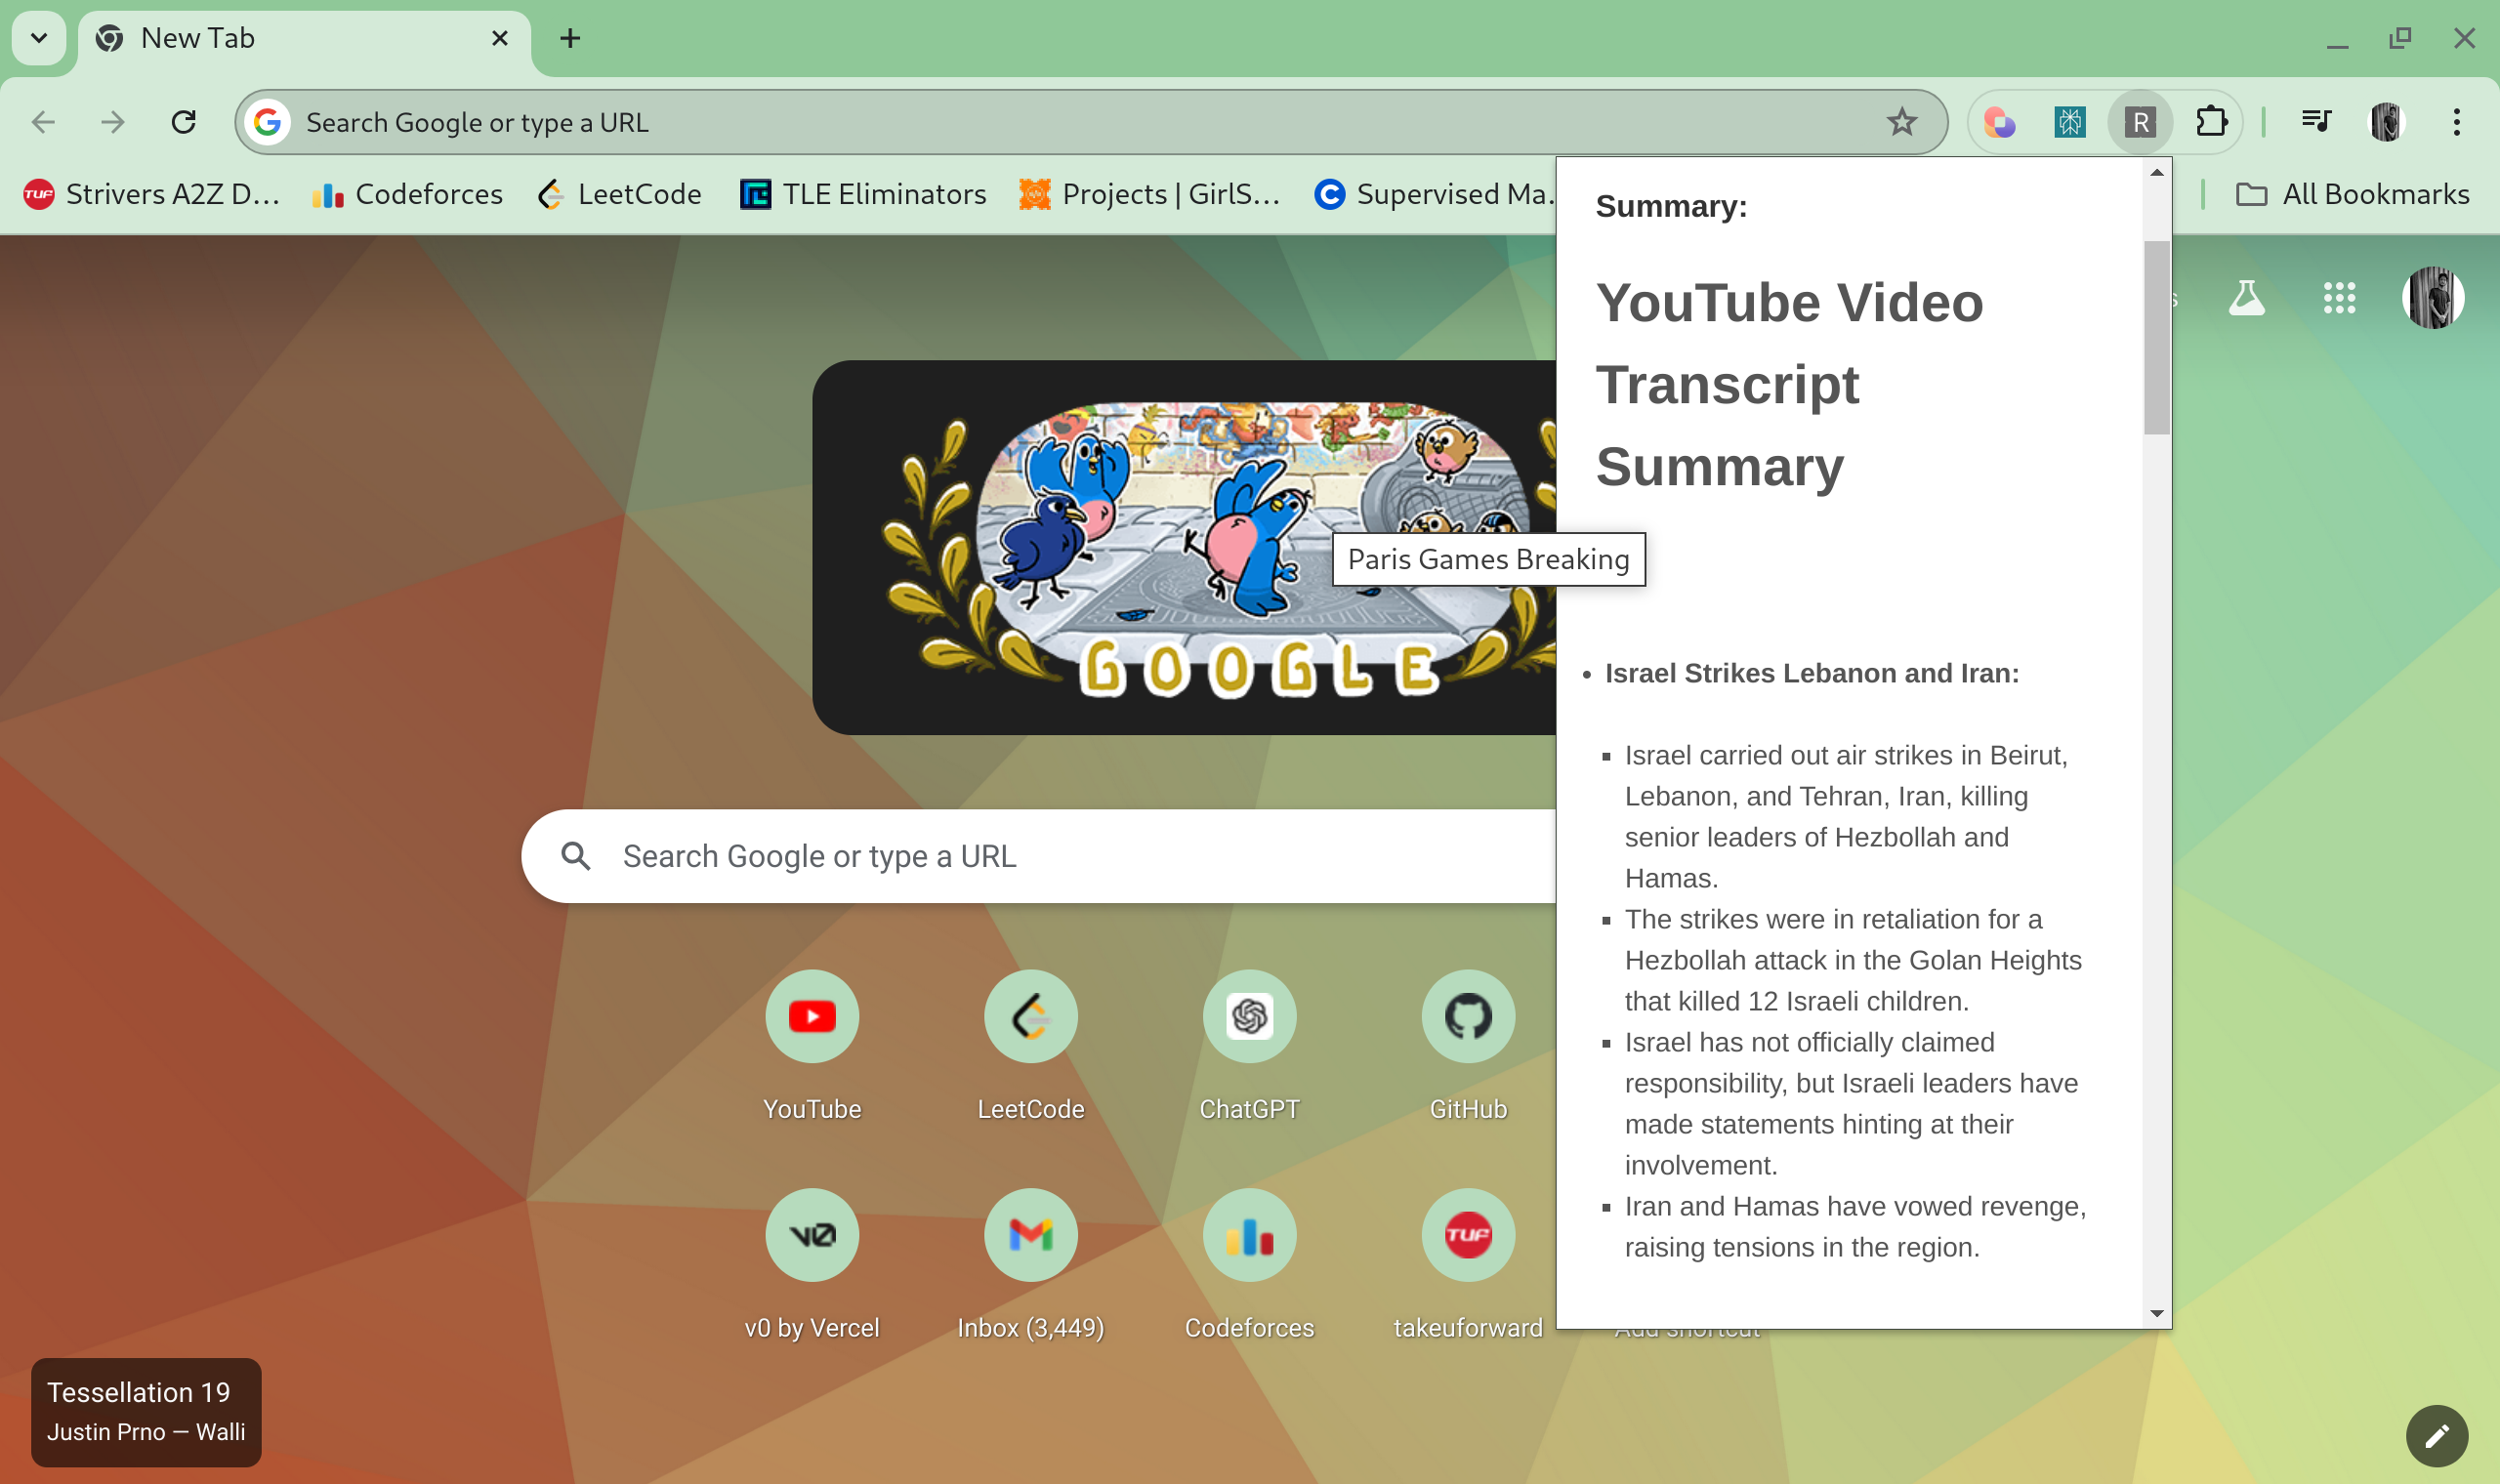 New Tab
Search Google or type a URL
R
TUF Strivers A2Z D...
Codeforces
LeetCode
TLE Eliminators
Projects | GirlS...
Supervised Ma.
All Bookmarks
Summary:
YouTube Video
Transcript
Summary
s
GOOGLE
Paris Games Breaking
Israel Strikes Lebanon and Iran:
Israel carried out air strikes in Beirut,
Lebanon, and Tehran, Iran, killing
senior leaders of Hezbollah and
Hamas.
The strikes were in retaliation for a
Hezbollah attack in the Golan Heights
that killed 12 Israeli children.
Israel has not officially claimed
responsibility, but Israeli leaders have
made statements hinting at their
involvement.
Iran and Hamas have vowed revenge,
raising tensions in the region.
Search Google or type a URL
YouTube
LeetCode
ChatGPT
GitHub
v0
TUF
v0 by Vercel
Inbox (3,449)
Codeforces
takeuforward
Add shortcut
Tessellation 19
Justin Prno — Walli